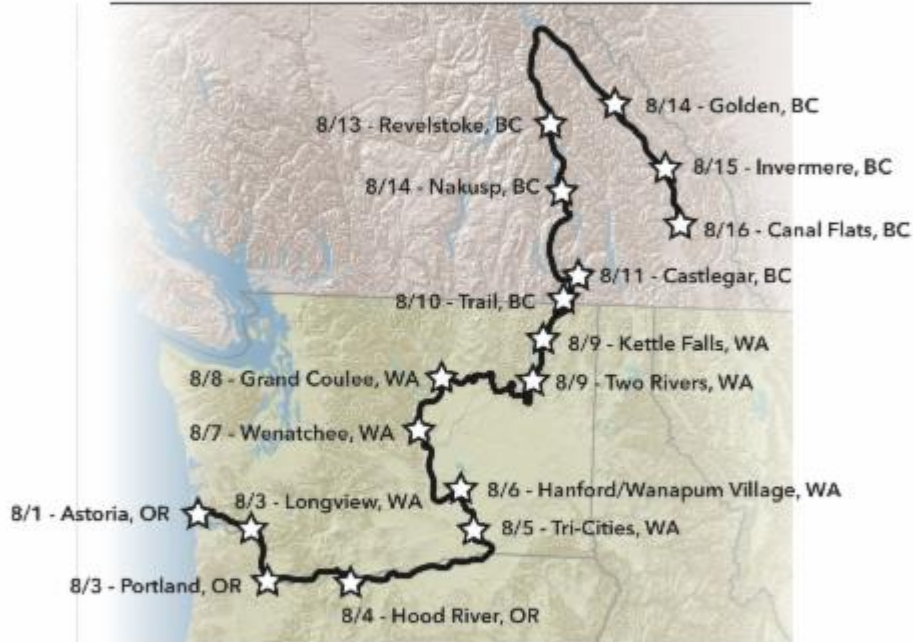 8/14 - Golden, BC
8/13 - Revelstoke, BC
8/15 - Invermere, BC
8/14 - Nakusp, BC
8/16 - Canal Flats, BC
8/11 - Castlegar, BC
8/10 - Trail, BC
8/9 - Kettle Falls, WA
8/8 - Grand Coulee, WA
8/9 - Two Rivers, WA
8/7 - Wenatchee, WA
8/6 - Hanford/Wanapum Village, WA
8/3 - Longview, WA
8/1 - Astoria, OR
8/5 - Tri-Cities, WA
8/3 - Portland, OR
8/4 - Hood River, OR